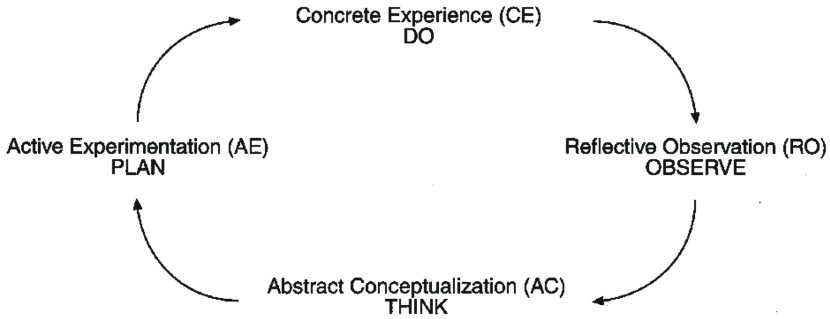 Concrete Experience (CE)
DO
Active Experimentation (AE)
PLAN
Reflective Observation (RO)
OBSERVE
Abstract Conceptualization (AC)
THINK